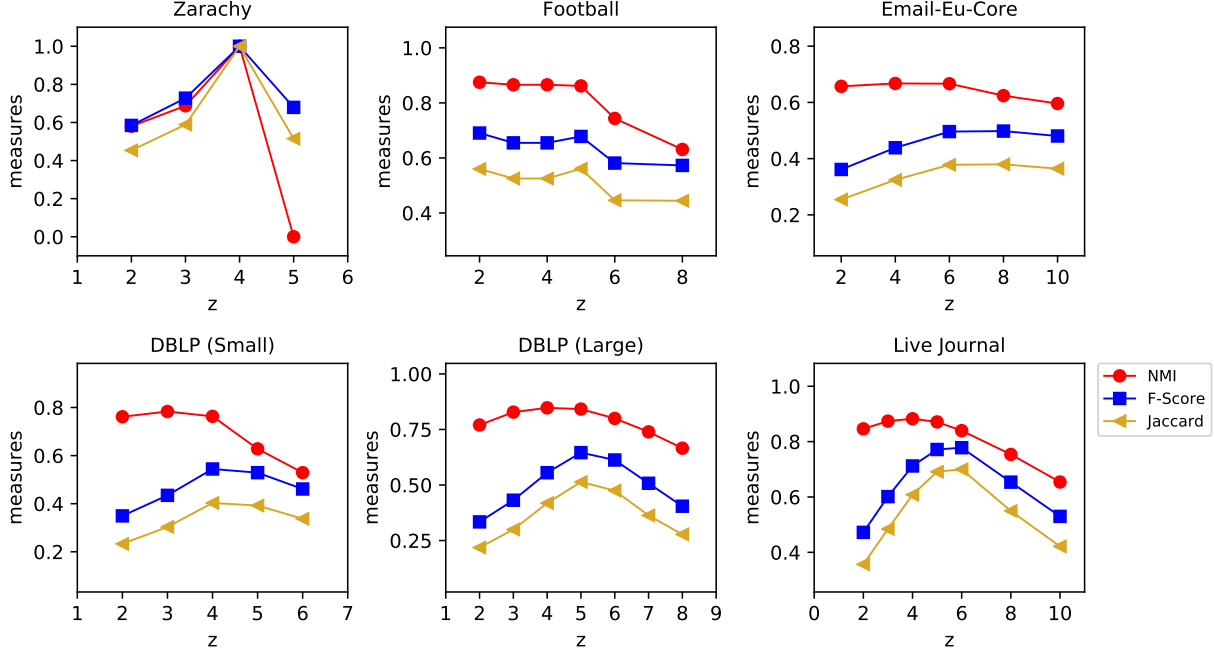 Zarachy
Football
Email-Eu-Core
measures
1.0
0.8
0.6
0.4
0.2
0.0
1 2 3 4 5 6
z
measures
1.0
0.8
0.6
0.4
2 3 4 5 6 8
z
measures
0.8
0.6
0.4
0.2
2 4 6 8 10
z
DBLP (Small)
DBLP (Large)
Live Journal
measures
0.8
0.6
0.4
0.2
1 2 3 4 5 6 7
z
measures
1.00
0.75
0.50
0.25
1 2 3 4 5 6 7 8 9
z
measures
1.0
0.8
0.6
0.4
0 2 4 6 8 10
z
NMI
F-Score
Jaccard